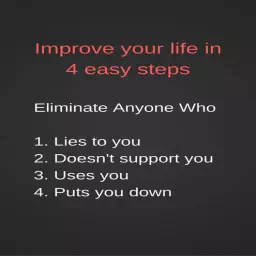 Improve your life in
4 easy steps
Eliminate Anyone Who
1. Lies to you
2. Doesn't support you
3. Uses you
4. Puts you down